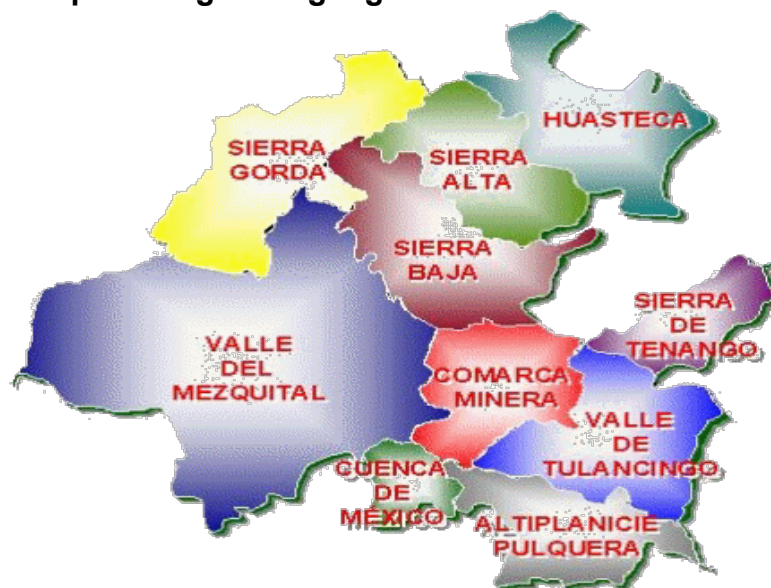 HUASTECA
SIERRA
GORDA
SIERRA
ALTA
SIERRA
BAJA
SIERRA
DE
TENANGO
VALLE
DEL
MEZQUITAL
COMARCA
MINERA
VALLE
DE
TULANCINGO
CUENCA
DE
MÉXICO
ALTIPLANICIE
PULQUERA